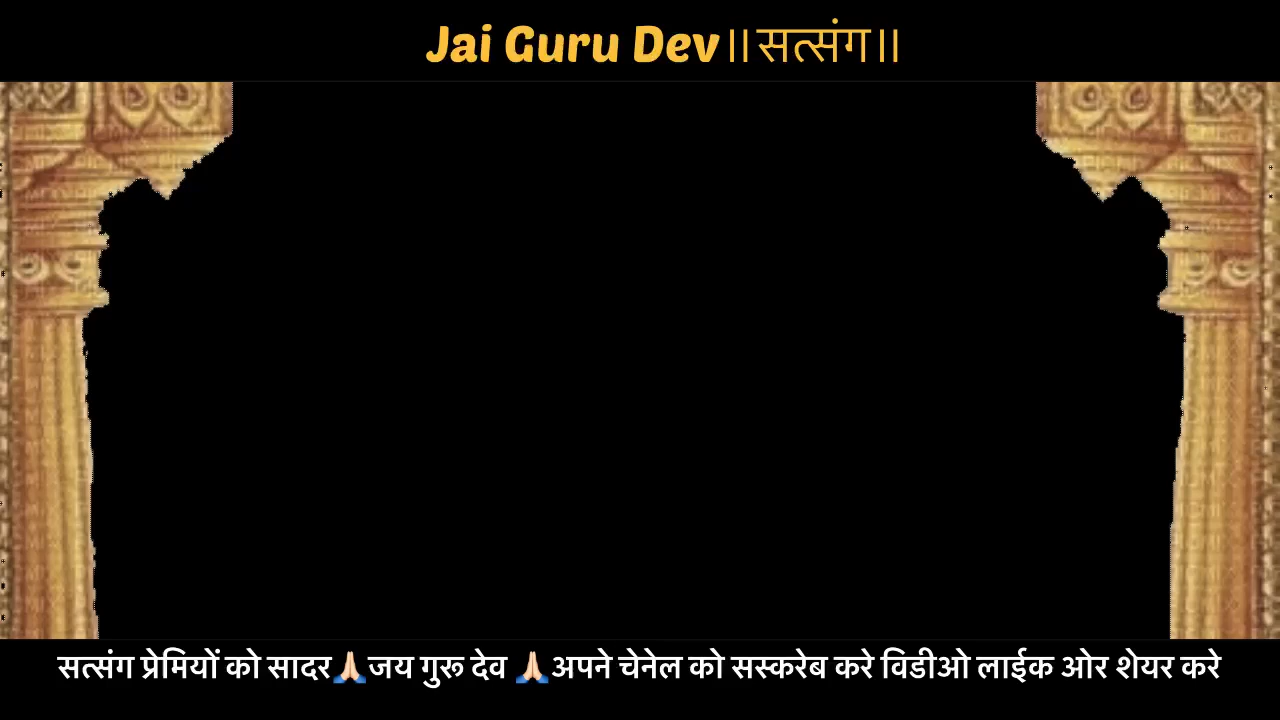 Jai Guru Dev॥सत्संग॥
सत्संग प्रेमियों को सादर🙏🏻जय गुरू देव 🙏🏻अपने चेनेल को सस्करेब करे विडीओ लाईक ओर शेयर करे